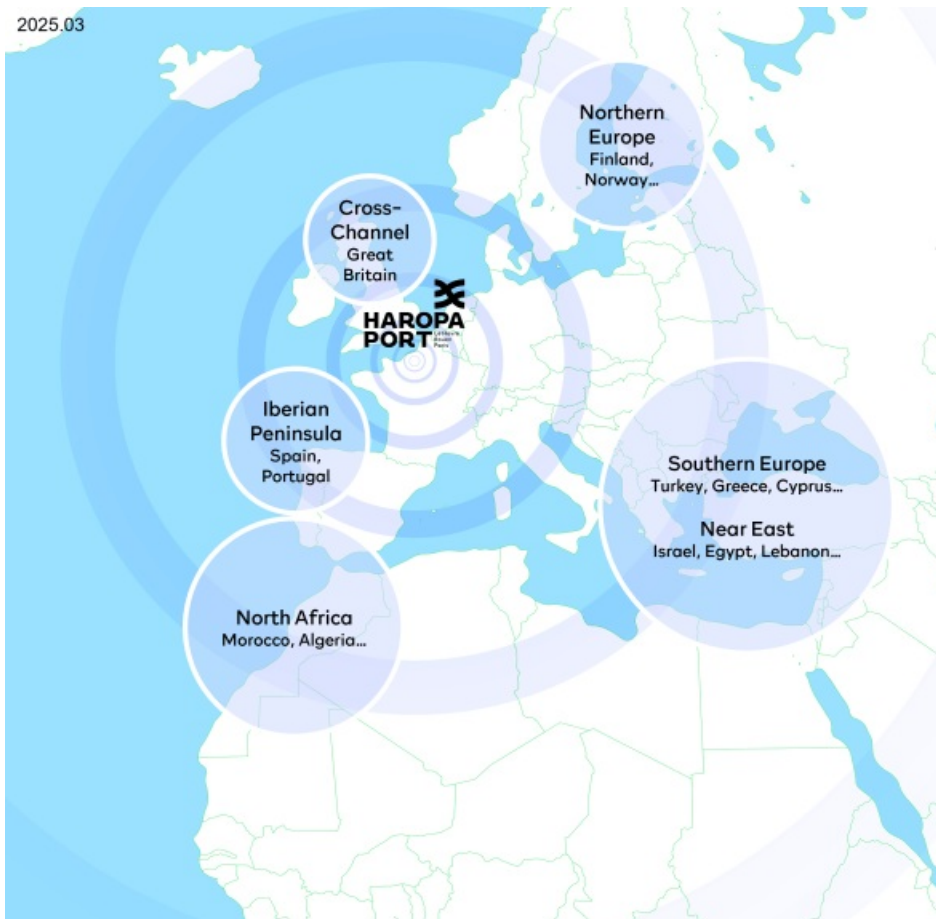 2025.03
Northern
Europe
Finland,
Norway...
Cross-
Channel
Great
Britain
HAROPA
PORT
Iberian
Peninsula
Spain,
Portugal
Southern Europe
Turkey, Greece, Cyprus...
Near East
Israel, Egypt, Lebanon...
North Africa
Morocco, Algeria...